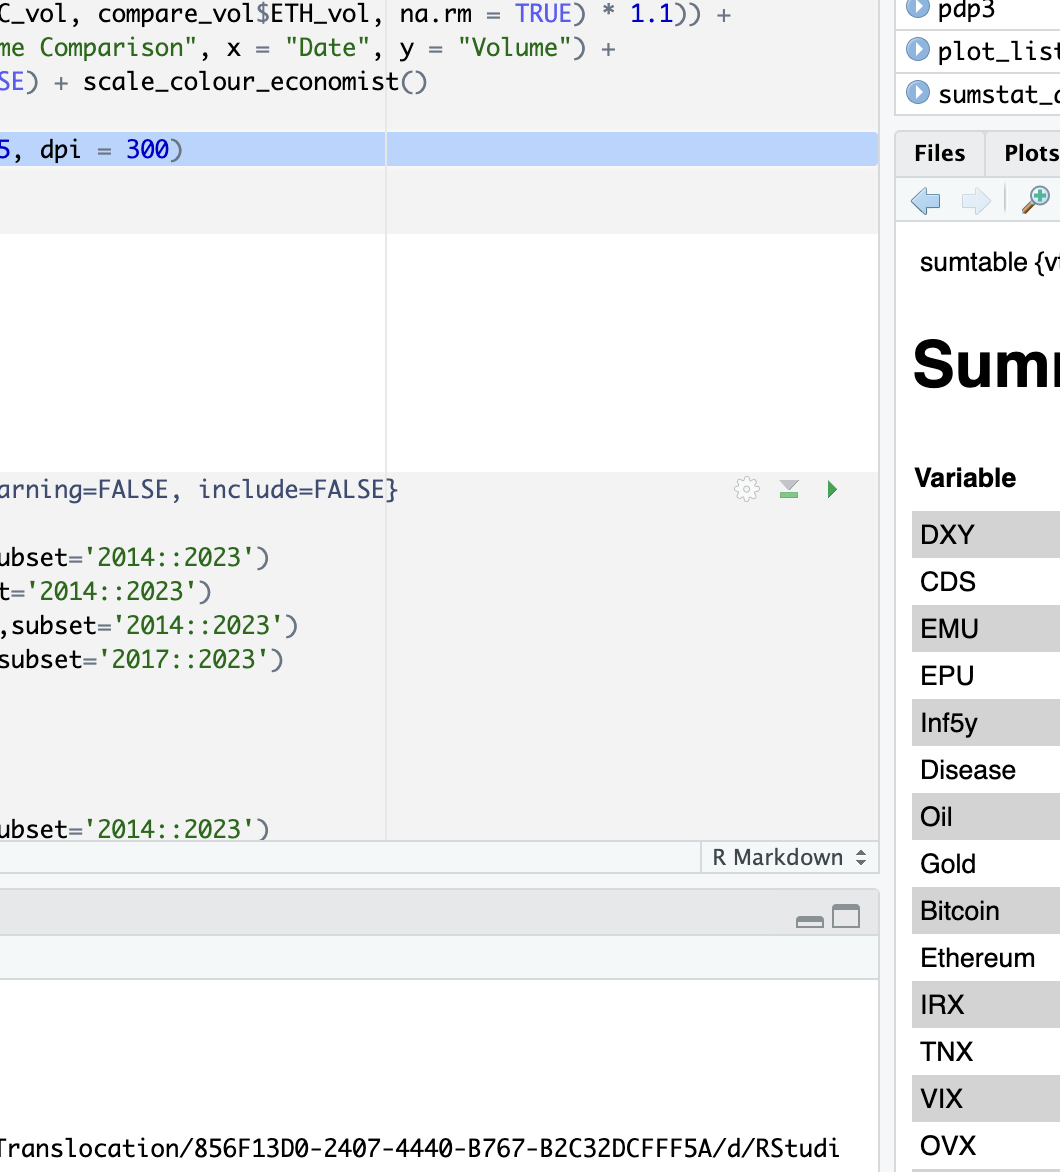 C_vol, compare_vol$ETH_vol, na.rm = TRUE) * 1.1)) +
me Comparison", x = "Date", y = "Volume") +
SE) + scale_colour_economist()
5, dpi = 300)
arning=FALSE, include=FALSE}
ubset='2014::2023')
t='2014::2023')
,subset='2014::2023')
subset='2017::2023')
ubset='2014::2023')
R Markdown
Translocation/856F13D0-2407-4440-B767-B2C32DCFFF5A/d/RStudi
pdp3
plot_list
sumstat_
Files Plots
sumtable {vt
Sum
Variable
DXY
CDS
EMU
EPU
Inf5y
Disease
Oil
Gold
Bitcoin
Ethereum
IRX
TNX
VIX
OVX